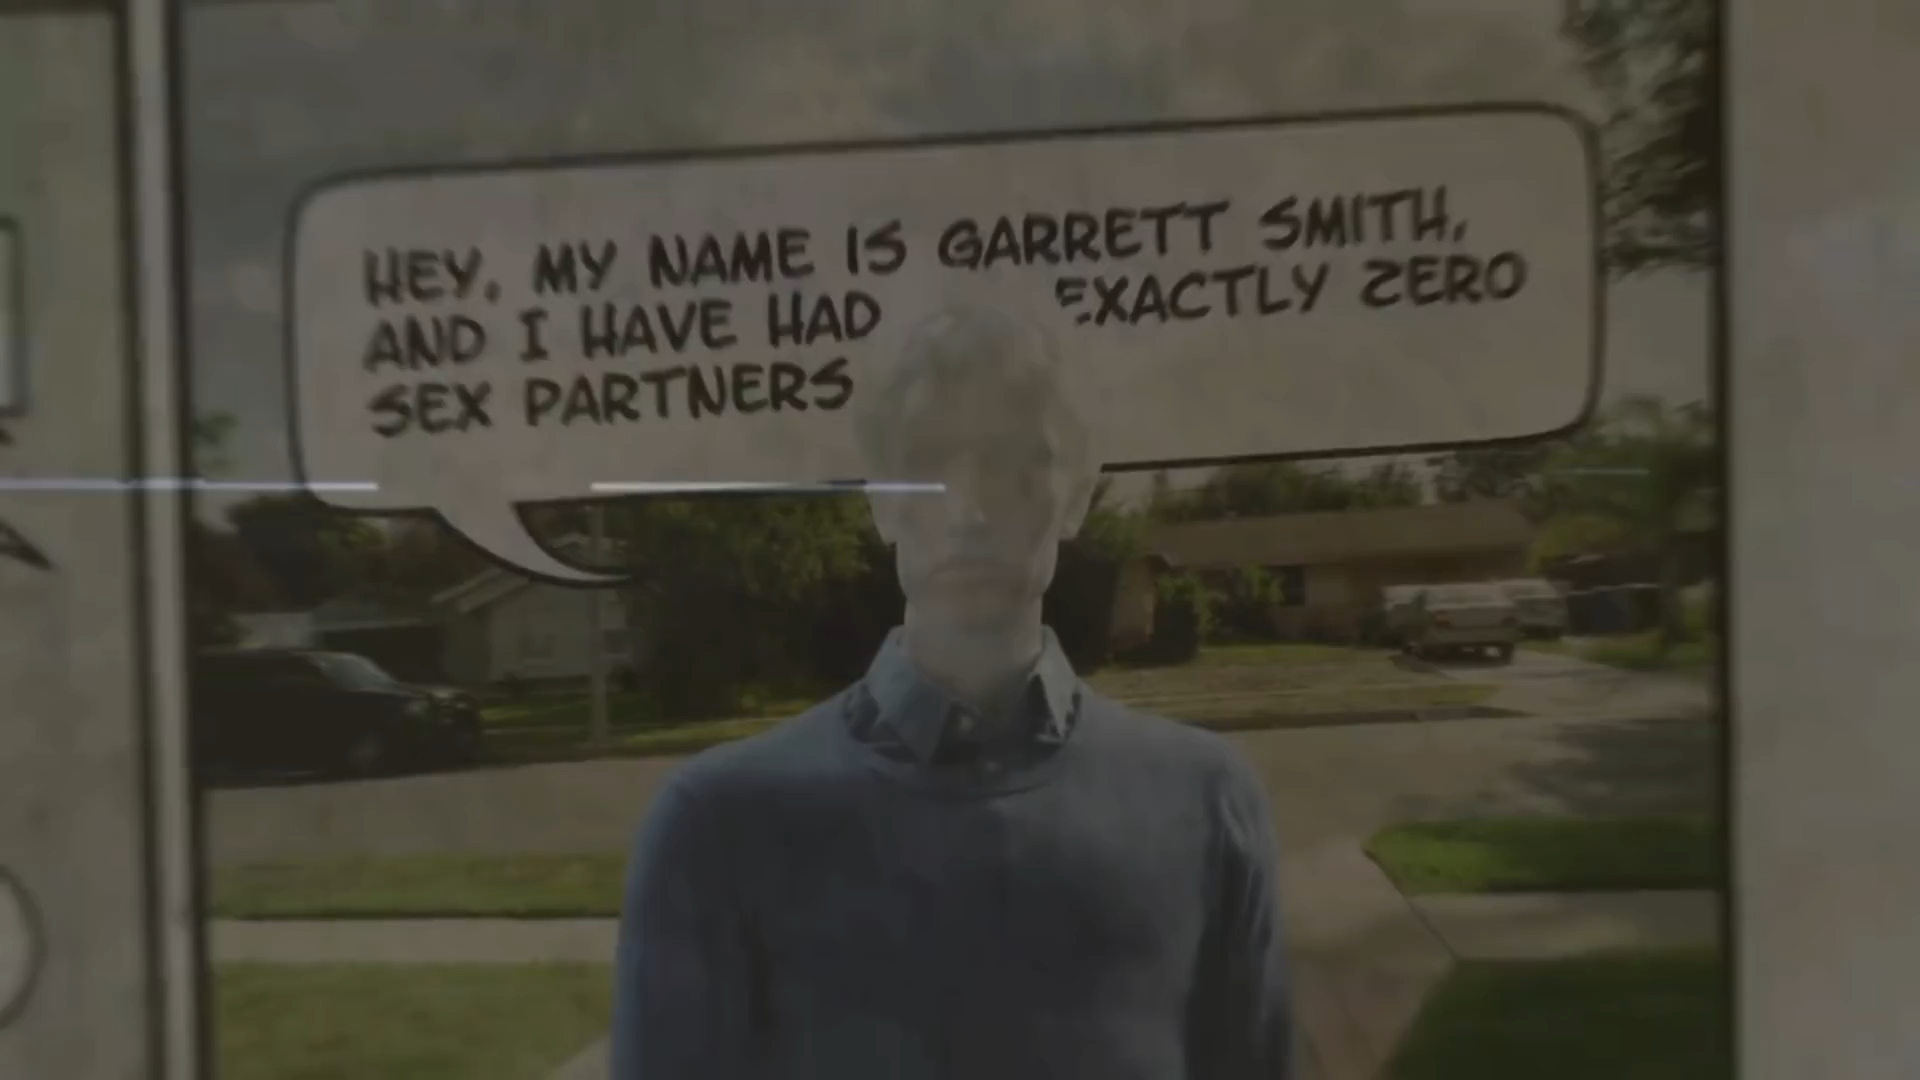 HEY, MY NAME IS GARRETT SMITH,
AND I HAVE HAD EXACTLY ZERO
SEX PARTNERS